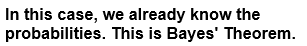 In this case, we already know the
probabilities. This is Bayes' Theorem.